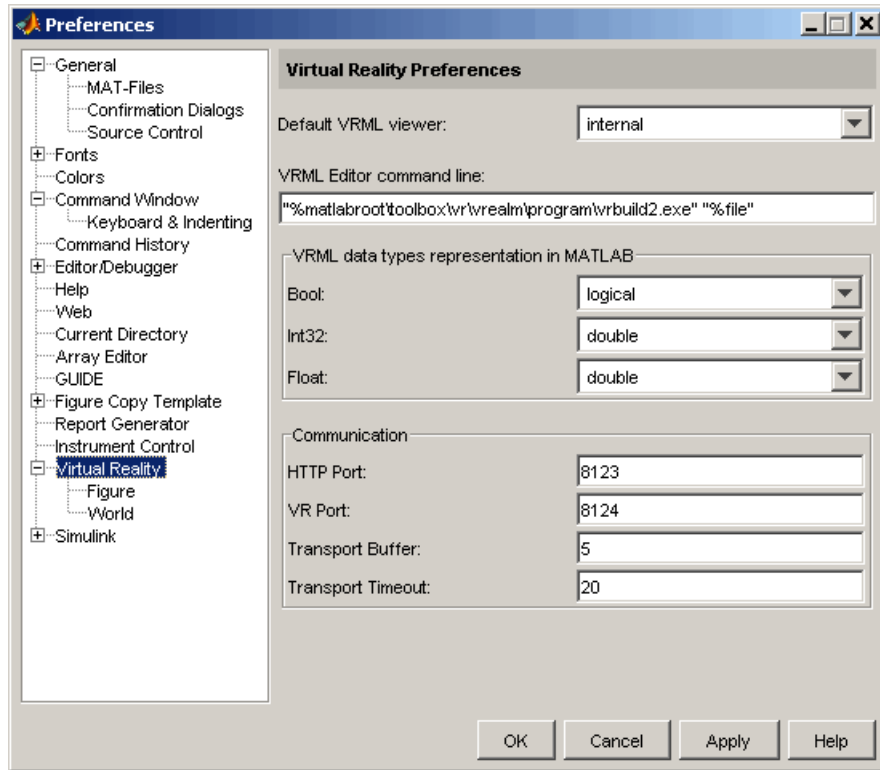 Preferences
General
MAT-Files
Confirmation Dialogs
Source Control
Fonts
Colors
Command Window
Keyboard & Indenting
Command History
Editor/Debugger
Help
Web
Current Directory
Array Editor
GUIDE
Figure Copy Template
Report Generator
Instrument Control
Virtual Reality
Figure
World
Simulink
Virtual Reality Preferences
Default VRML viewer: internal
VRML Editor command line:
"%matlabroot\toolbox\vr\vrealm\program\vrbuild2.exe" "%file"
VRML data types representation in MATLAB
Bool: logical
Int32: double
Float: double
Communication
HTTP Port: 8123
VR Port: 8124
Transport Buffer: 5
Transport Timeout: 20
OK Cancel Apply Help